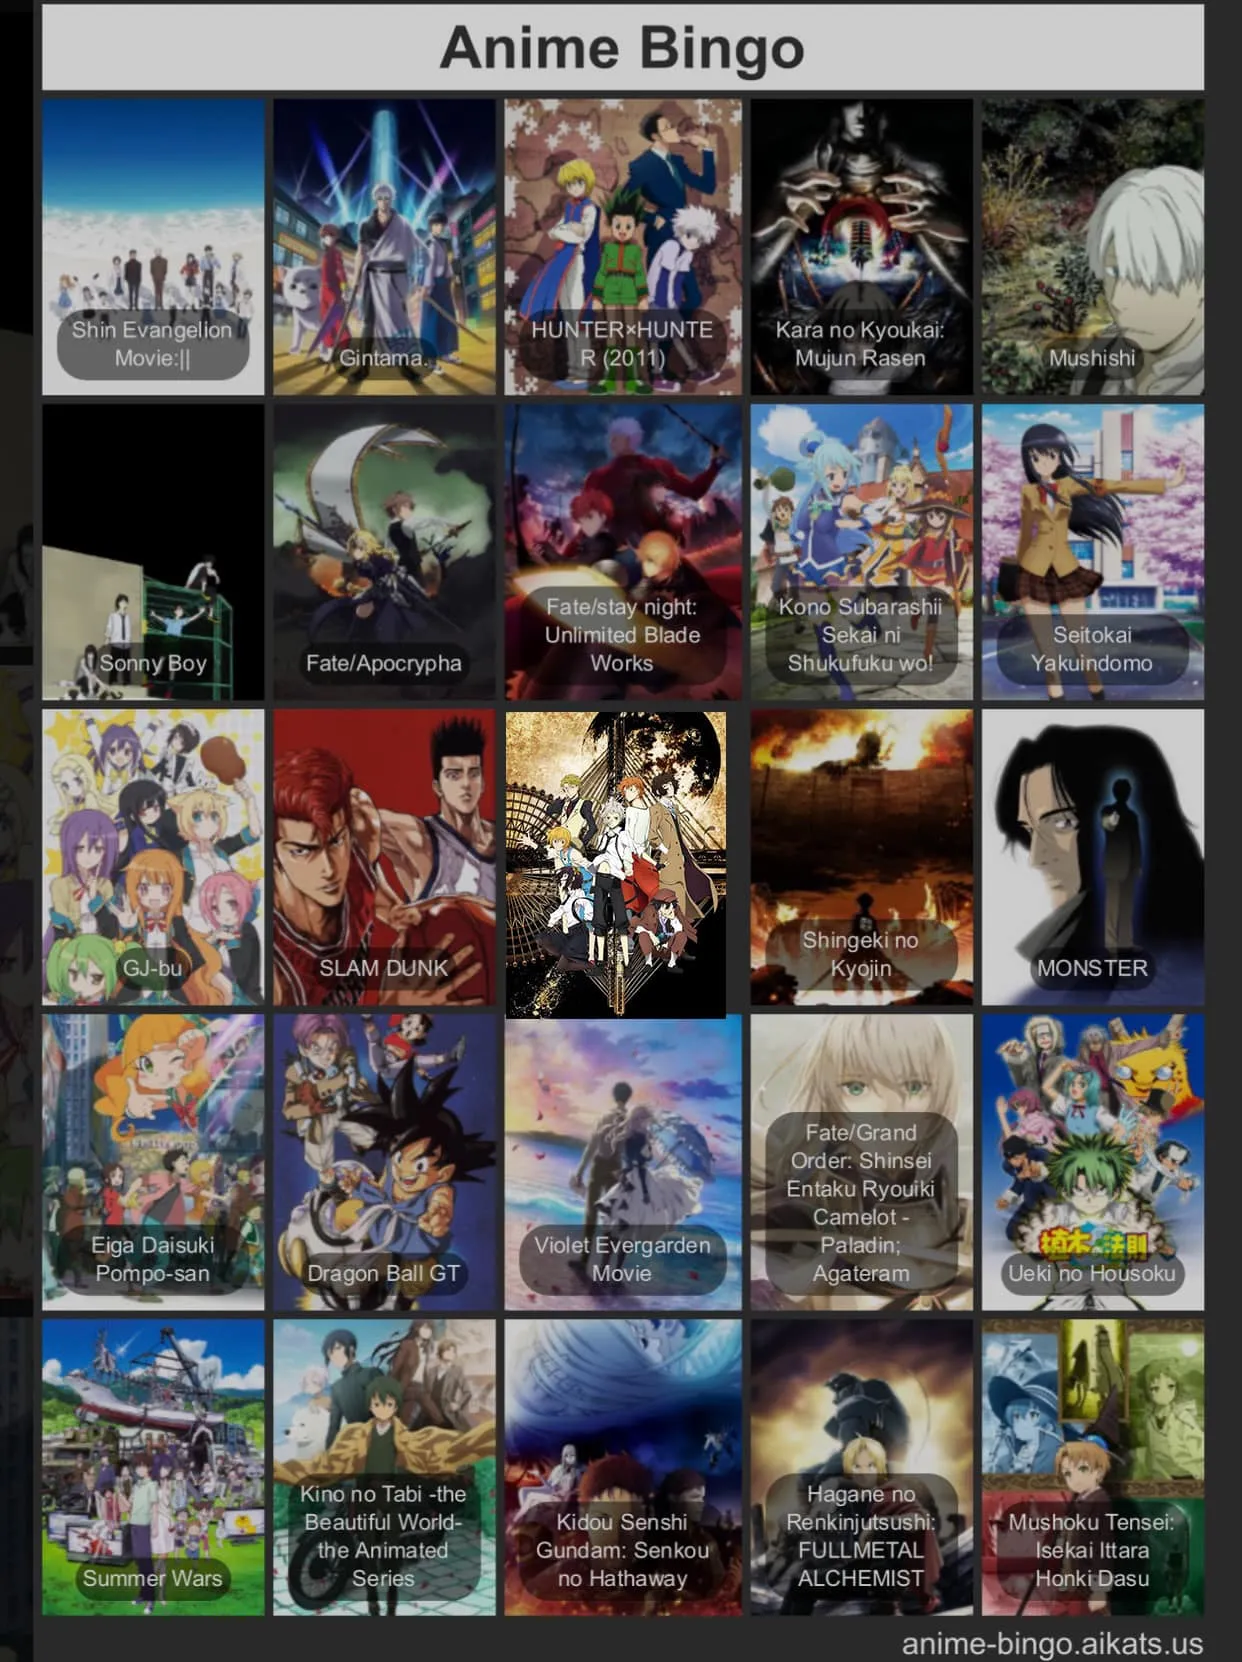 Anime Bingo
Shin Evangelion
Movie:||
Gintama.
HUNTER×HUNTE
R (2011)
Kara no Kyoukai:
Mujun Rasen
Mushishi
Sonny Boy
Fate/Apocrypha
Fate/stay night:
Unlimited Blade
Works
Kono Subarashii
Sekai ni
Shukufuku wo!
Seitokai
Yakuindomo
GJ-bu
SLAM DUNK
Shingeki no
Kyojin
MONSTER
Eiga Daisuki
Pompo-san
Dragon Ball GT
Violet Evergarden
Movie
Fate/Grand
Order: Shinsei
Entaku Ryouiki
Camelot -
Paladin;
Agateram
植木の法則
Ueki no Housoku
Summer Wars
Kino no Tabi -the
Beautiful World-
the Animated
Series
Kidou Senshi
Gundam: Senkou
no Hathaway
Hagane no
Renkinjutsushi:
FULLMETAL
ALCHEMIST
Mushoku Tensei:
Isekai Ittara
Honki Dasu
anime-bingo.aikats.us